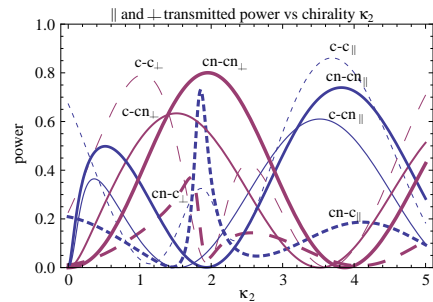 ∥ and ⊥ transmitted power vs chirality κ₂
1.0
0.8
0.6
0.4
0.2
0.0
power
c-c⊥
cn-cn⊥
c-c∥
cn-cn∥
c-cn⊥
c-cn∥
cn-c⊥
cn-c∥
0
1
2
3
4
5
κ₂